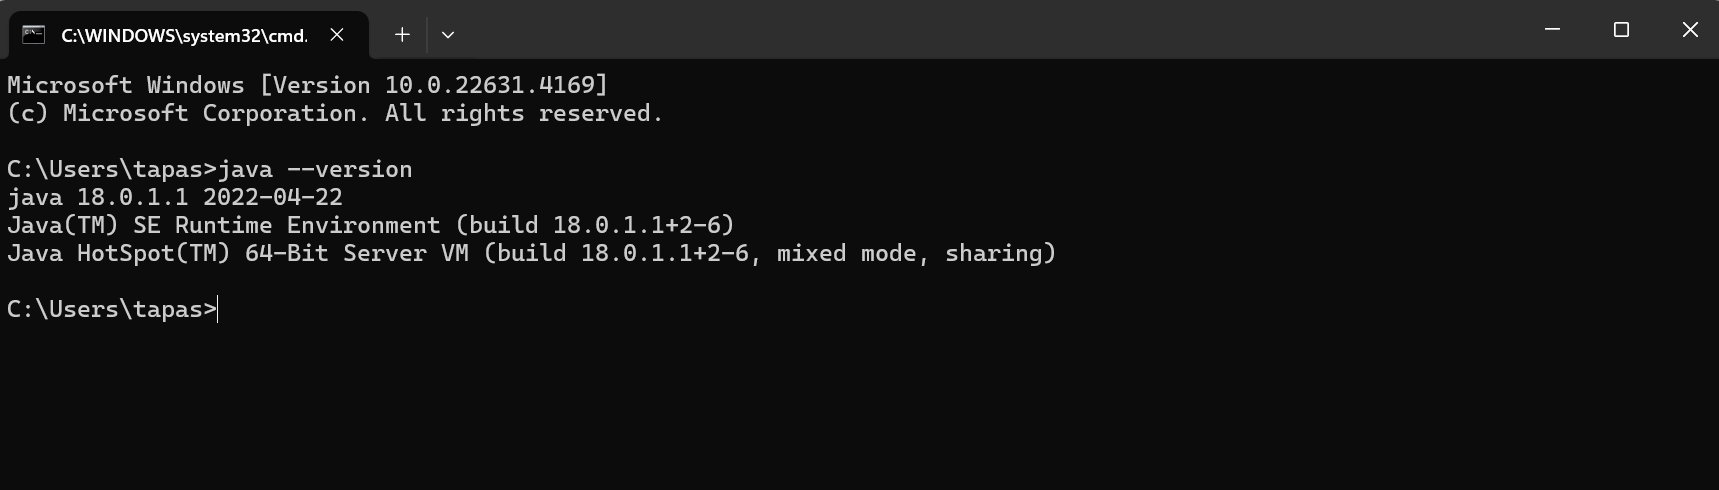 C:\WINDOWS\system32\cmd.
Microsoft Windows [Version 10.0.22631.4169]
(c) Microsoft Corporation. All rights reserved.
C:\Users\tapas>java --version
java 18.0.1.1 2022-04-22
Java(TM) SE Runtime Environment (build 18.0.1.1+2-6)
Java HotSpot(TM) 64-Bit Server VM (build 18.0.1.1+2-6, mixed mode, sharing)
C:\Users\tapas>